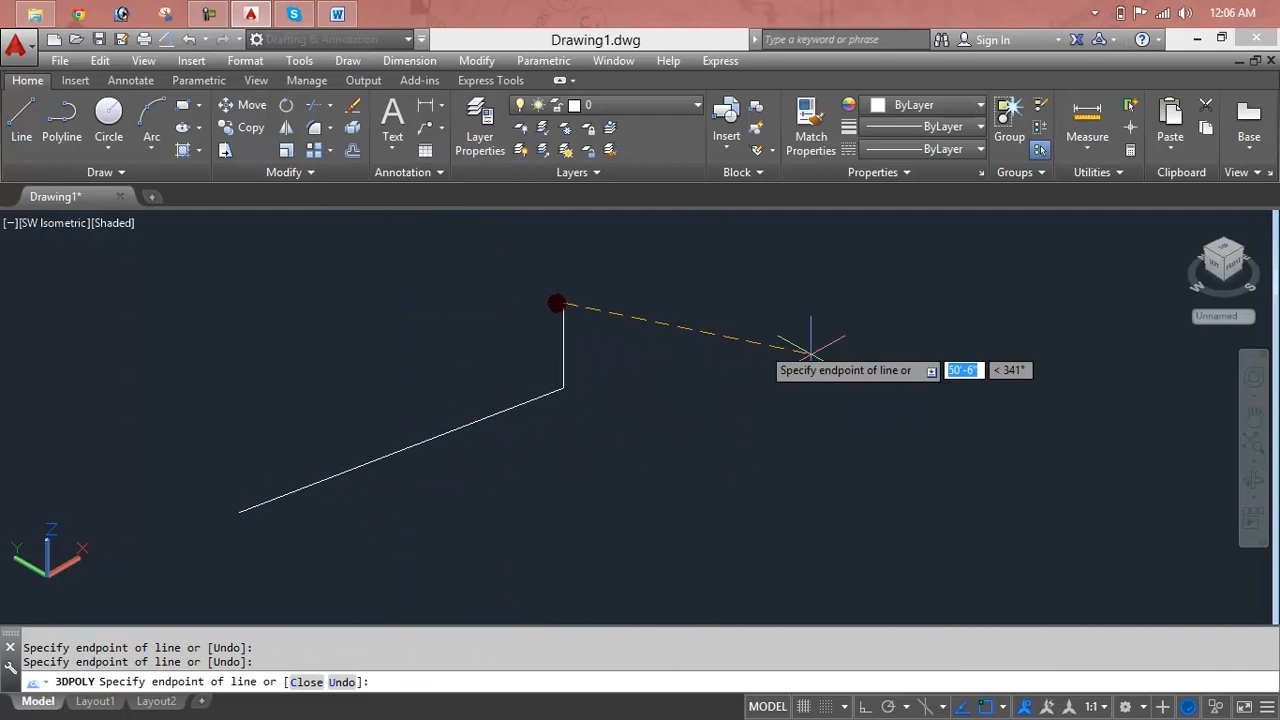 12:06 AM
Drafting & Annotation
Drawing1.dwg
Type a keyword or phrase
Sign In
File Edit View Insert Format Tools Draw Dimension Modify Parametric Window Help Express
Home Insert Annotation Parametric View Manage Output Add-ins Express Tools
Move
Copy
Line Polyline Circle Arc
Text
Layer Properties
0
Insert
Match Properties
ByLayer
ByLayer
ByLayer
Group
Measure
Paste
Base
Draw Modify Annotation Layers Block Properties Groups Utilities Clipboard View
Drawing1*
[−][SW Isometric][Shaded]
W S
Unnamed
Specify endpoint of line or 50'-6" < 341°
Z
Y X
Specify endpoint of line or [Undo]:
Specify endpoint of line or [Undo]:
3DPOLY Specify endpoint of line or [Close Undo]:
Model Layout1 Layout2 +
MODEL 1:1